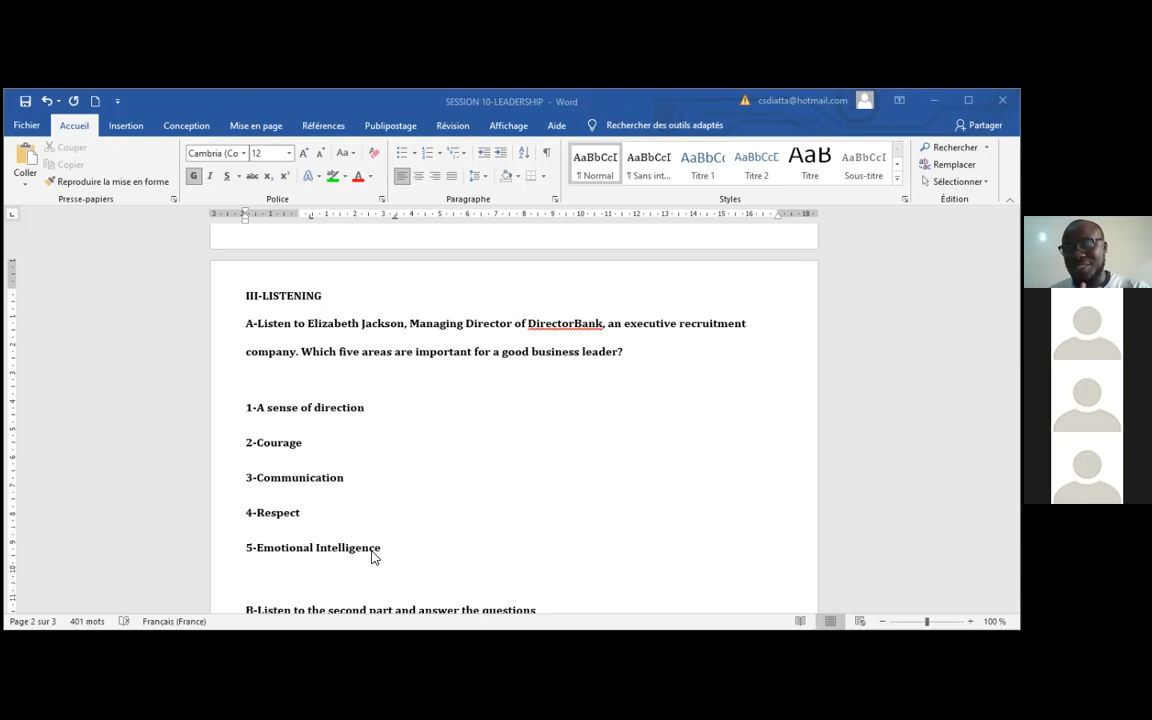 SESSION 10-LEADERSHIP - Word
csdiatta@hotmail.com
Fichier Accueil Insertion Conception Mise en page Références Publipostage Révision Affichage Aide Rechercher des outils adaptés Partager
Coller
Couper
Copier
Reproduire la mise en forme
Presse-papiers
Cambria (Co 12
G I S abc x₂ x²
Police
Paragraphe
AaBbCcI AaBbCcI AaBbCc AaBbCcC AaB AaBbCcC
¶ Normal ¶ Sans int... Titre 1 Titre 2 Titre Sous-titre
Styles
Rechercher
Remplacer
Sélectionner
Édition
III-LISTENING
A-Listen to Elizabeth Jackson, Managing Director of DirectorBank, an executive recruitment
company. Which five areas are important for a good business leader?
1-A sense of direction
2-Courage
3-Communication
4-Respect
5-Emotional Intelligence
B-Listen to the second part and answer the questions
Page 2 sur 3 401 mots Français (France) 100 %